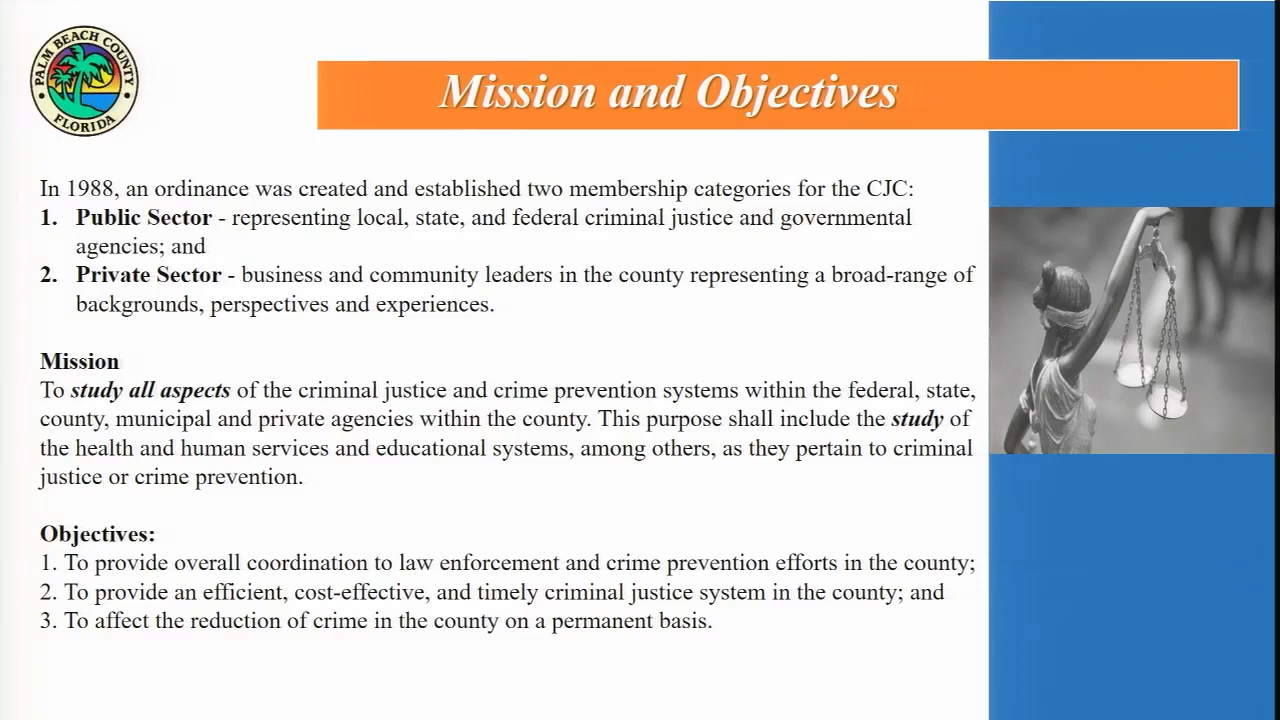 PALM BEACH COUNTY
FLORIDA
Mission and Objectives
In 1988, an ordinance was created and established two membership categories for the CJC:
1. Public Sector - representing local, state, and federal criminal justice and governmental
agencies; and
2. Private Sector - business and community leaders in the county representing a broad-range of
backgrounds, perspectives and experiences.
Mission
To study all aspects of the criminal justice and crime prevention systems within the federal, state,
county, municipal and private agencies within the county. This purpose shall include the study of
the health and human services and educational systems, among others, as they pertain to criminal
justice or crime prevention.
Objectives:
1. To provide overall coordination to law enforcement and crime prevention efforts in the county;
2. To provide an efficient, cost-effective, and timely criminal justice system in the county; and
3. To affect the reduction of crime in the county on a permanent basis.